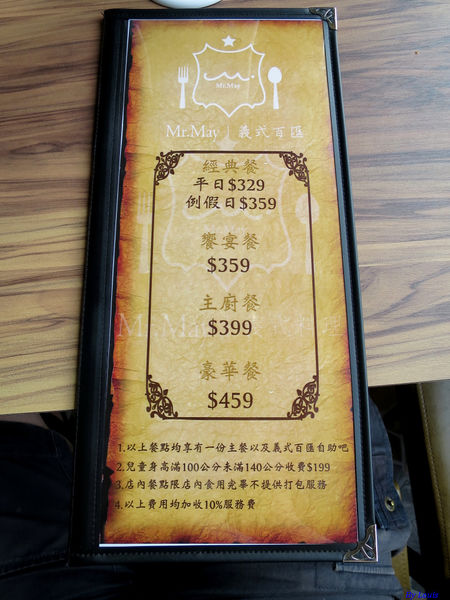 Mr.May
Mr.May | 義式百匯
經典餐
平日$329
例假日$359
饗宴餐
$359
主廚餐
$399
豪華餐
$459
1.以上餐點均享有一份主餐以及義式百匯自助吧
2.兒童身高滿100公分未滿140公分收費$199
3.店內餐點限店內食用光畢不提供打包服務
4.以上費用均加收10%服務費